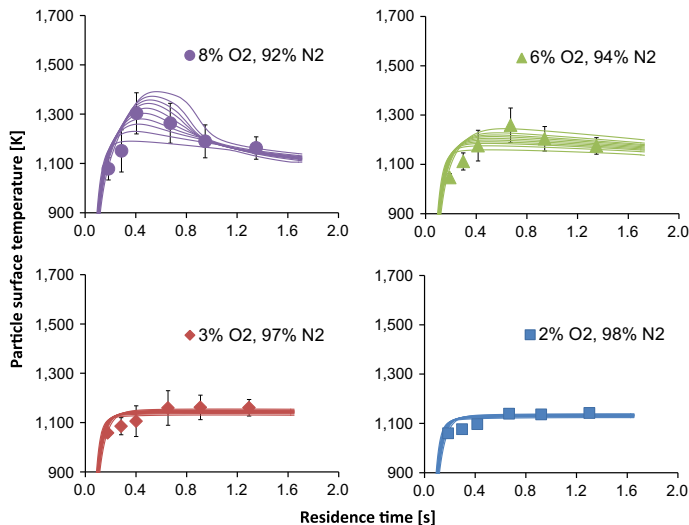 1,700
1,500
1,300
1,100
900
0.0 0.4 0.8 1.2 1.6 2.0
8% O2, 92% N2
1,700
1,500
1,300
1,100
900
0.0 0.4 0.8 1.2 1.6 2.0
6% O2, 94% N2
Particle surface temperature [K]
1,700
1,500
1,300
1,100
900
0.0 0.4 0.8 1.2 1.6 2.0
3% O2, 97% N2
1,700
1,500
1,300
1,100
900
0.0 0.4 0.8 1.2 1.6 2.0
2% O2, 98% N2
Residence time [s]